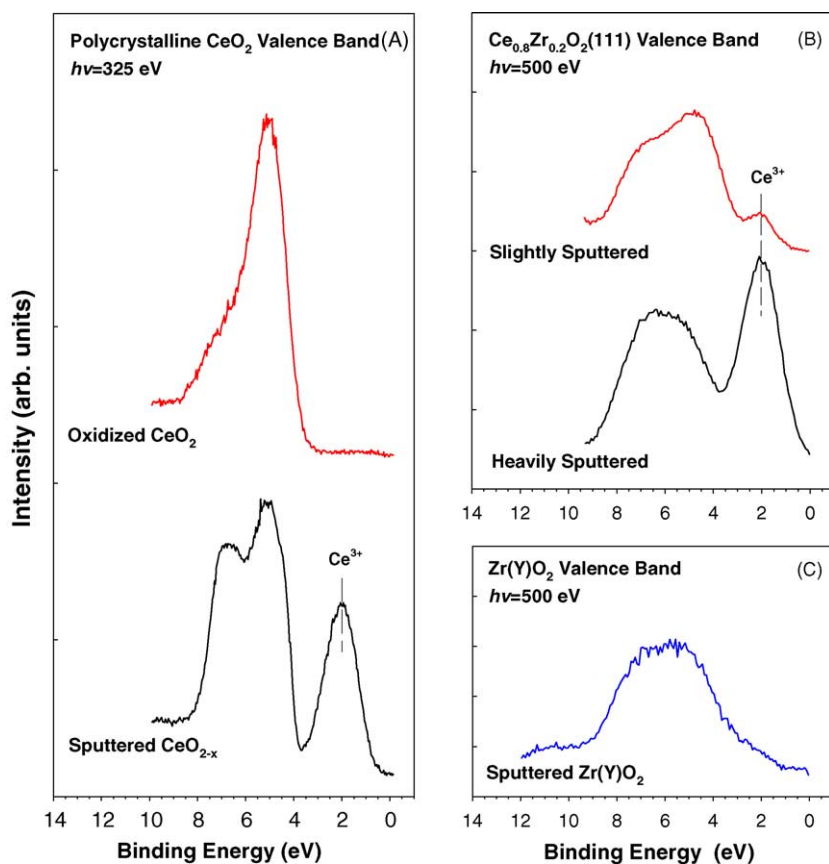 Polycrystalline CeO₂ Valence Band (A)
hν=325 eV
Oxidized CeO₂
Ce³⁺
Sputtered CeO₂₋ₓ
Intensity (arb. units)
14 12 10 8 6 4 2 0
Binding Energy (eV)
Ce₀.₈Zr₀.₂O₂(111) Valence Band (B)
hν=500 eV
Ce³⁺
Slightly Sputtered
Heavily Sputtered
14 12 10 8 6 4 2 0
Zr(Y)O₂ Valence Band (C)
hν=500 eV
Sputtered Zr(Y)O₂
14 12 10 8 6 4 2 0
Binding Energy (eV)